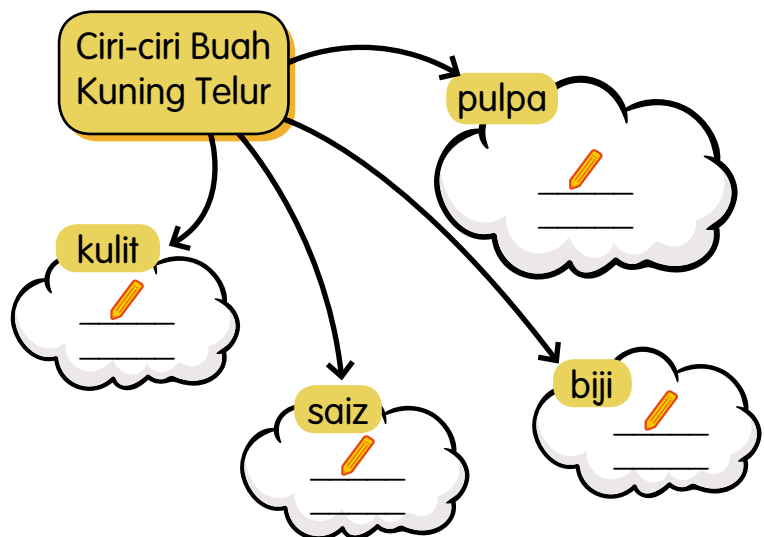 Ciri-ciri Buah
Kuning Telur
pulpa
kulit
saiz
biji